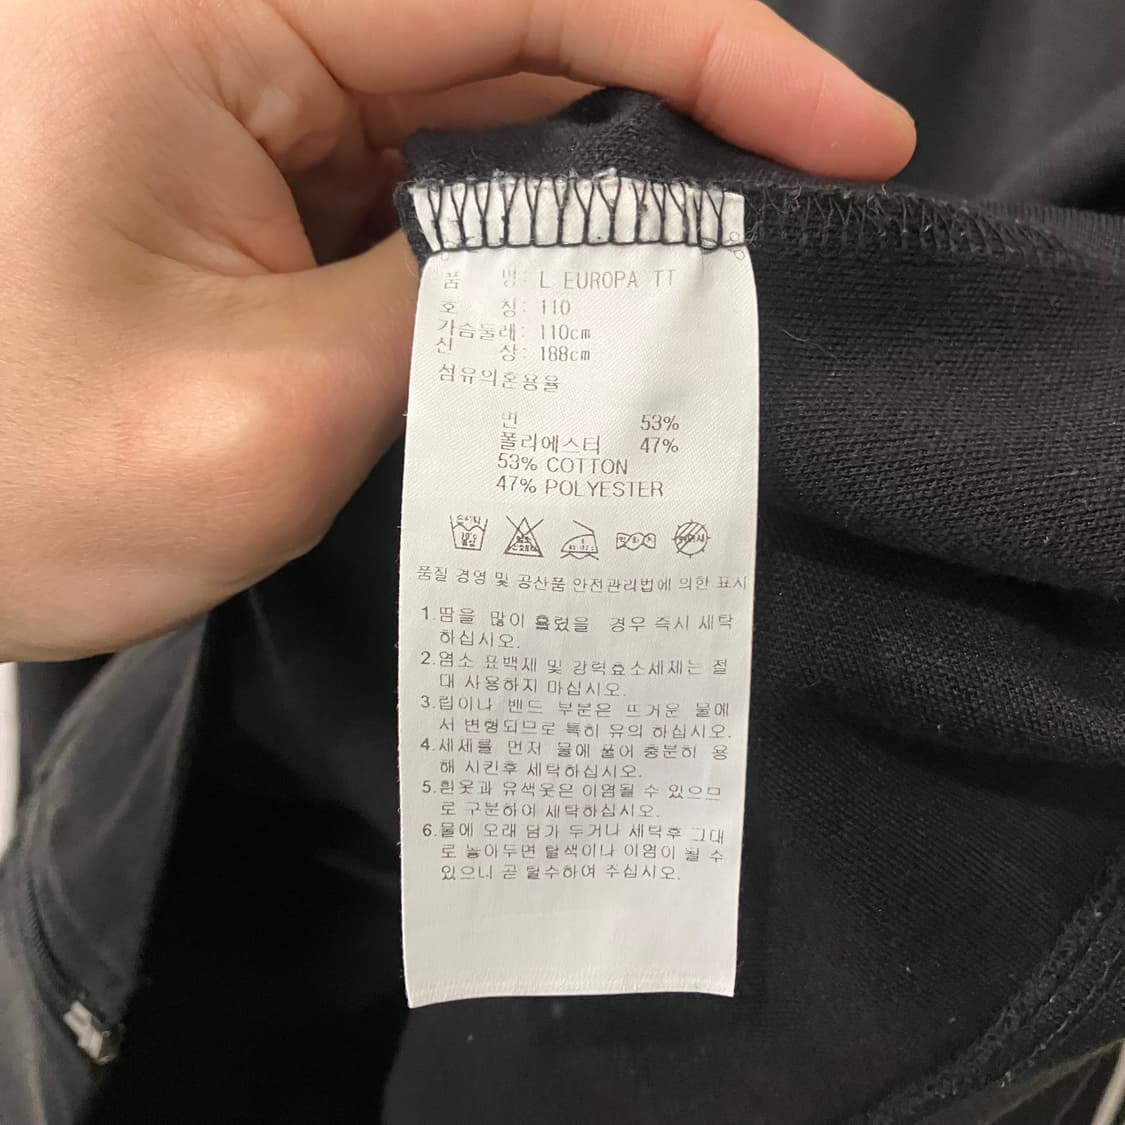 품 명: L EUROPA TT
호 칭: 110
가슴둘레: 110cm
신 장: 188cm
섬유의혼용율
면 53%
폴리에스터 47%
53% COTTON
47% POLYESTER
손세탁
품질 경영 및 공산품 안전관리법에 의한 표시
1.땀을 많이 흘렸을 경우 즉시 세탁
하십시오.
2.염소 표백제 및 강력효소세제는 절
대 사용하지 마십시오.
3.립이나 밴드 부분은 뜨거운 물에
서 변형되므로 특히 유의 하십시오.
4.세세를 먼저 물에 풀어 충분히 용
해 시킨후 세탁하십시오.
5.흰옷과 유색옷은 이염될 수 있으므
로 구분하여 세탁하십시오.
6.물에 오래 담가 두거나 세탁후 그대
로 놓아두면 탈색이나 이염이 될 수
있으니 곧 털수하여 주십시오.